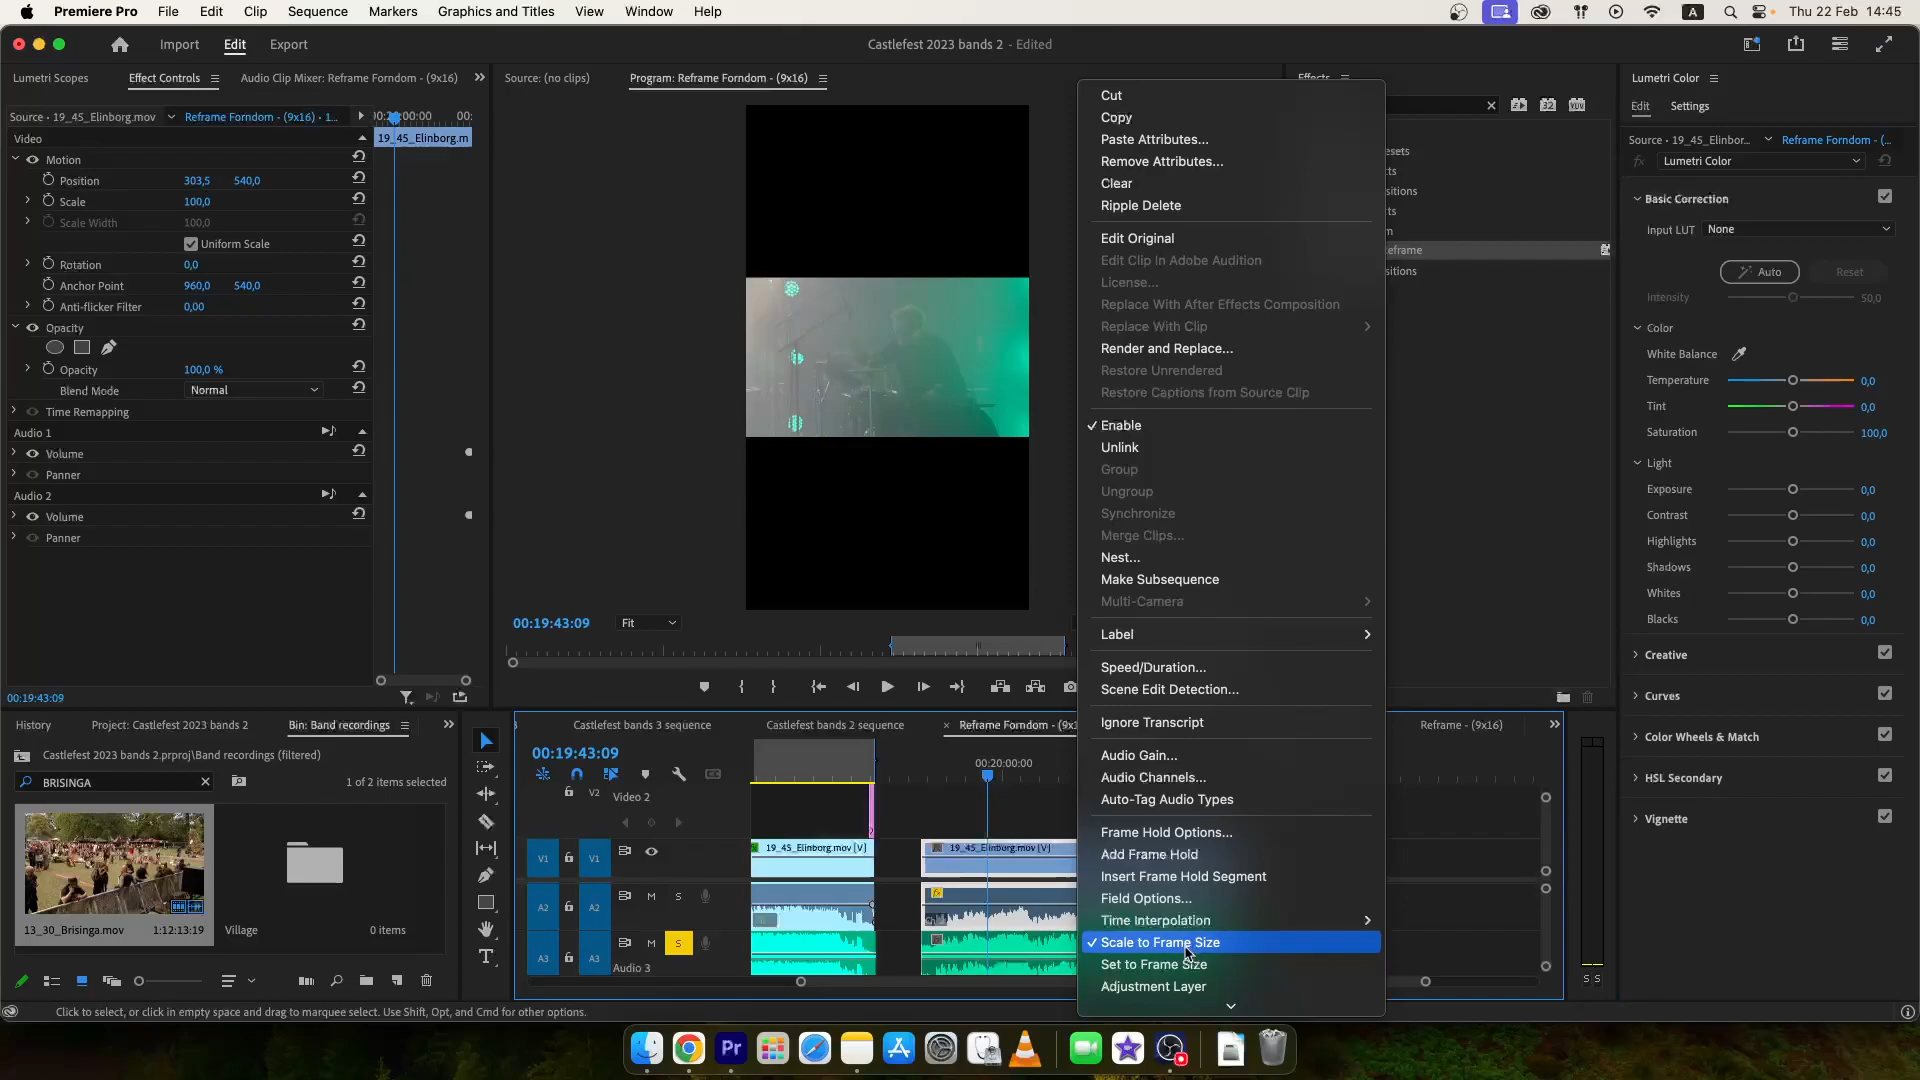 Premiere Pro File Edit Clip Sequence Markers Graphics and Titles View Window Help A Thu 22 Feb 14:45
Import Edit Export Castlefest 2023 bands 2 - Edited
Lumetri Scopes Effect Controls Audio Clip Mixer: Reframe Forndom - (9x16)
Source • 19_45_Elinborg.mov Reframe Forndom - (9x16) • 1...
19_45_Elinborg.m
Video
Motion
Position 303,5 540,0
Scale 100,0
Scale Width 100,0
Uniform Scale
Rotation 0,0
Anchor Point 960,0 540,0
Anti-flicker Filter 0,00
Opacity
Opacity 100,0 %
Blend Mode Normal
Time Remapping
Audio 1
Volume
Panner
Audio 2
Volume
Panner
00:19:43:09
Source: (no clips) Program: Reframe Forndom - (9x16)
00:19:43:09 Fit
Cut
Copy
Paste Attributes...
Remove Attributes...
Clear
Ripple Delete
Edit Original
Edit Clip In Adobe Audition
License...
Replace With After Effects Composition
Replace With Clip
Render and Replace...
Restore Unrendered
Restore Captions from Source Clip
Enable
Unlink
Group
Ungroup
Synchronize
Merge Clips...
Nest...
Make Subsequence
Multi-Camera
Label
Speed/Duration...
Scene Edit Detection...
Ignore Transcript
Audio Gain...
Audio Channels...
Auto-Tag Audio Types
Frame Hold Options...
Add Frame Hold
Insert Frame Hold Segment
Field Options...
Time Interpolation
Scale to Frame Size
Set to Frame Size
Adjustment Layer
Effects
32 YUV
Lumetri Color
Edit Settings
Source • 19_45_Elinbor... Reframe Forndom - (...
fx Lumetri Color
Basic Correction
Input LUT None
Auto Reset
Intensity 50,0
Color
White Balance
Temperature 0,0
Tint 0,0
Saturation 100,0
Light
Exposure 0,0
Contrast 0,0
Highlights 0,0
Shadows 0,0
Whites 0,0
Blacks 0,0
Creative
Curves
Color Wheels & Match
HSL Secondary
Vignette
History Project: Castlefest 2023 bands 2 Bin: Band recordings
Castlefest 2023 bands 2.prproj\Band recordings (filtered)
BRISINGA 1 of 2 items selected
13_30_Brisinga.mov 1:12:13:19 Village 0 items
Castlefest bands 3 sequence Castlefest bands 2 sequence Reframe Forndom - (9x1 Reframe - (9x16)
00:19:43:09
00:20:00:00
V2 Video 2
V1 V1 19_45_Elinborg.mov [V] 19_45_Elinborg.mov [V]
A2 A2 M S
A3 A3 M S
Audio 3
S S
Click to select, or click in empty space and drag to marquee select. Use Shift, Opt, and Cmd for other options.
Pr